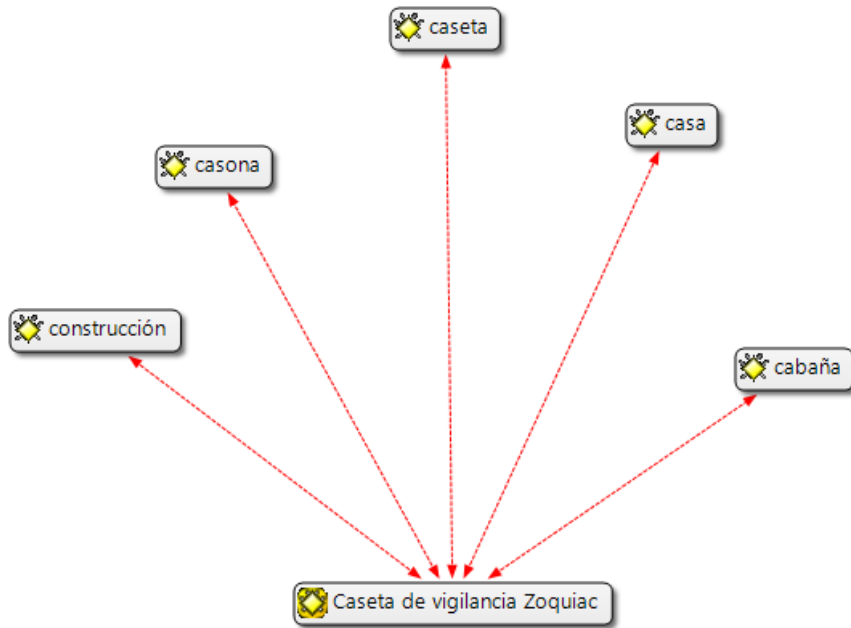 caseta
casa
casona
construcción
cabaña
Caseta de vigilancia Zoquiac